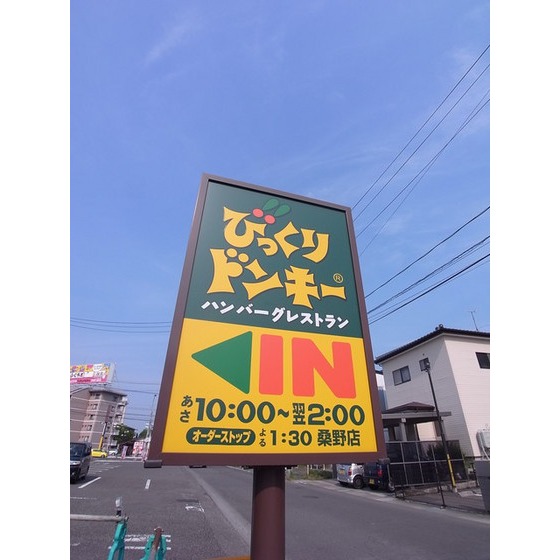 びっくり
ドンキー®
ハンバーグレストラン
IN
あさ 10:00～翌2:00
オーダーストップ よる 1:30 桑野店